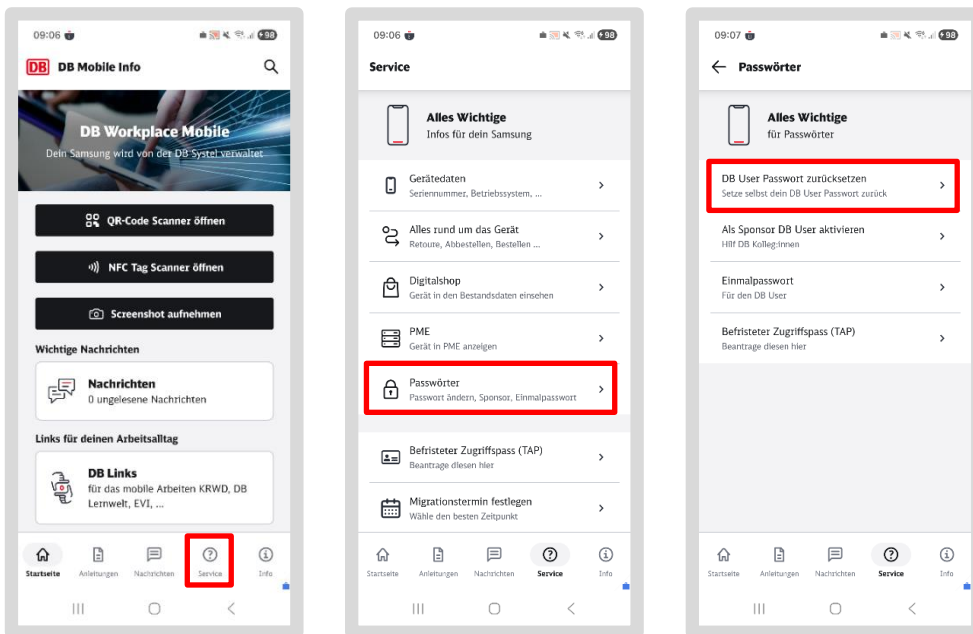 09:06
98
DB DB Mobile Info
DB Workplace Mobile
Dein Samsung wird von der DB Systel verwaltet
QR-Code Scanner öffnen
NFC Tag Scanner öffnen
Screenshot aufnehmen
Wichtige Nachrichten
Nachrichten
0 ungelesene Nachrichten
Links für deinen Arbeitsalltag
DB Links
für das mobile Arbeiten KRWD, DB
Lernwelt, EVI, ...
Startseite Anleitungen Nachrichten Service Info
09:06
98
Service
Alles Wichtige
Infos für dein Samsung
Gerätedaten
Seriennummer, Betriebssystem, ...
Alles rund um das Gerät
Retoure, Abbestellen, Bestellen ...
Digitalshop
Gerät in den Bestandsdaten einsehen
PME
Gerät in PME anzeigen
Passwörter
Passwort ändern, Sponsor, Einmalpasswort
Befristeter Zugriffspass (TAP)
Beantrage diesen hier
Migrationstermin festlegen
Wähle den besten Zeitpunkt
Startseite Anleitungen Nachrichten Service Info
09:07
98
Passwörter
Alles Wichtige
für Passwörter
DB User Passwort zurücksetzen
Setze selbst dein DB User Passwort zurück
Als Sponsor DB User aktivieren
Hilf DB Kolleg:innen
Einmalpasswort
Für den DB User
Befristeter Zugriffspass (TAP)
Beantrage diesen hier
Startseite Anleitungen Nachrichten Service Info